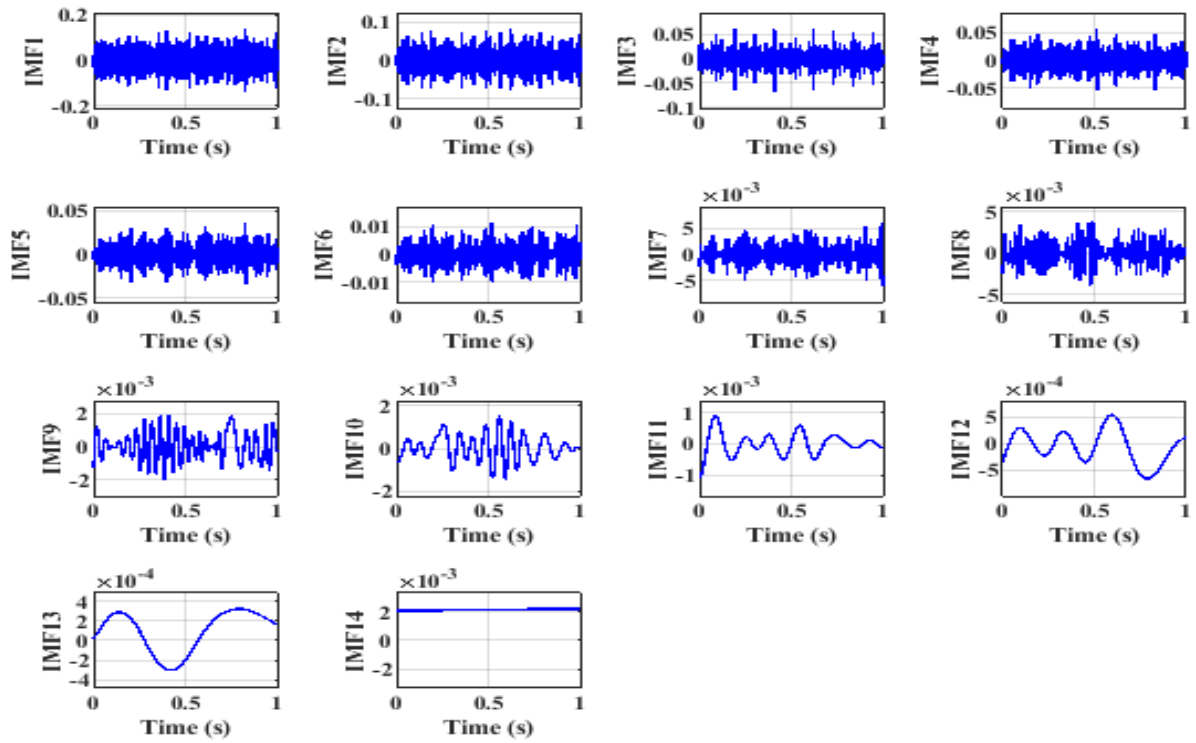 IMF1
0.2
0
-0.2
0 0.5 1
Time (s)
IMF2
0.1
0
-0.1
0 0.5 1
Time (s)
IMF3
0.05
0
-0.05
-0.1
0 0.5 1
Time (s)
IMF4
0.05
0
-0.05
0 0.5 1
Time (s)
IMF5
0.05
0
-0.05
0 0.5 1
Time (s)
IMF6
0.01
0
-0.01
0 0.5 1
Time (s)
×10⁻³
IMF7
5
0
-5
0 0.5 1
Time (s)
×10⁻³
IMF8
5
0
-5
0 0.5 1
Time (s)
×10⁻³
IMF9
2
0
-2
0 0.5 1
Time (s)
×10⁻³
IMF10
2
0
-2
0 0.5 1
Time (s)
×10⁻³
IMF11
1
0
-1
0 0.5 1
Time (s)
×10⁻⁴
IMF12
5
0
-5
0 0.5 1
Time (s)
×10⁻⁴
IMF13
4
2
0
-2
-4
0 0.5 1
Time (s)
×10⁻³
IMF14
2
0
-2
0 0.5 1
Time (s)